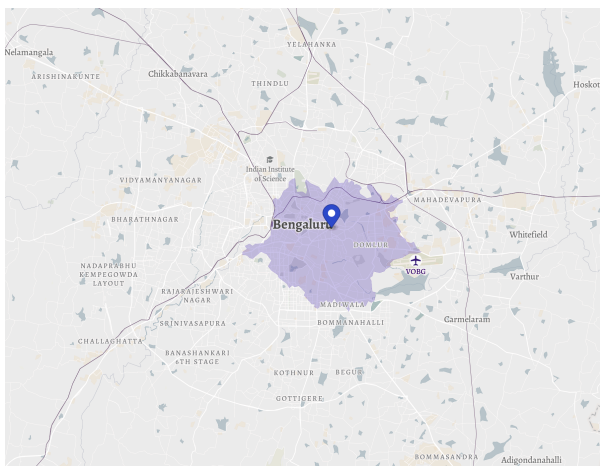 YELAHANKA
Nelamangala
ĀRISHINAKUNTE
Chikkabanavara
THINDLU
Hoskot
Indian Institute
of Science
VIDYAMANYANAGAR
MAHADEVAPURA
BHARATHNAGAR
Bengaluru
Whitefield
DOMLUR
VOBG
NADAPRABHU
KEMPEGOWDA
LAYOUT
Varthur
RAJARAJESHWARI
NAGAR
MADIWALA
SRINIVASAPURA
BOMMANAHALLI
Carmelaram
CHALLAGHATTA
BANASHANKARI
6TH STAGE
KOTHNUR
BEGUR
GOTTIGERE
BOMMASANDRA
Adigondanahalli